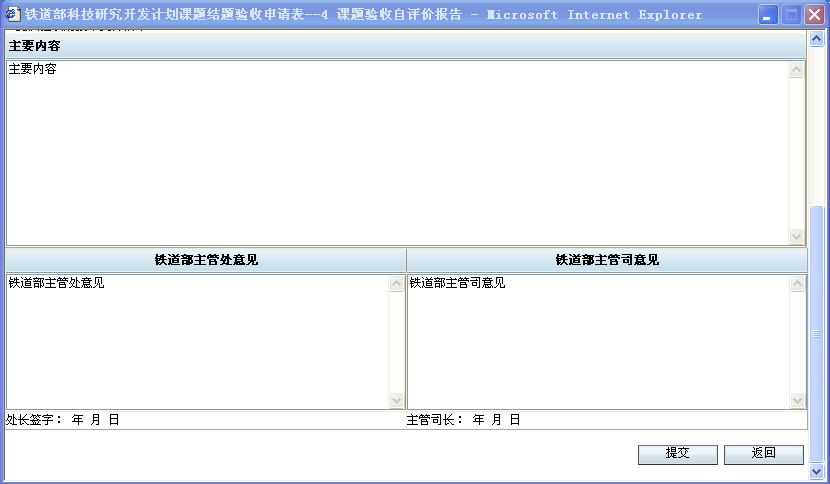 铁道部科技研究开发计划课题结题验收申请表--4 课题验收自评价报告 - Microsoft Internet Explorer
主要内容
主要内容
铁道部主管处意见 铁道部主管司意见
铁道部主管处意见 铁道部主管司意见
处长签字： 年 月 日 主管司长： 年 月 日
提交 返回